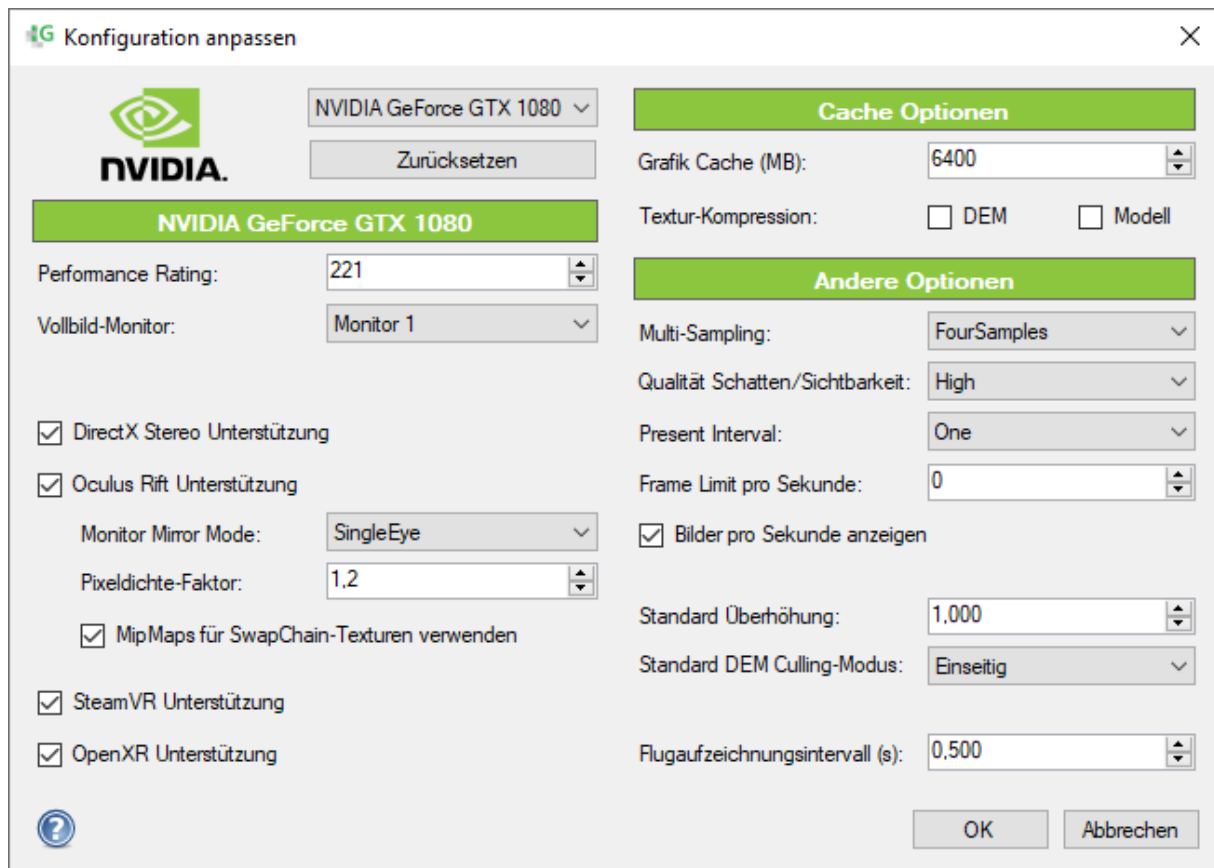 Konfiguration anpassen
NVIDIA.
NVIDIA GeForce GTX 1080
Zurücksetzen
NVIDIA GeForce GTX 1080
Performance Rating: 221
Vollbild-Monitor: Monitor 1
DirectX Stereo Unterstützung
Oculus Rift Unterstützung
Monitor Mirror Mode: SingleEye
Pixeldichte-Faktor: 1,2
MipMaps für SwapChain-Texturen verwenden
SteamVR Unterstützung
OpenXR Unterstützung
Cache Optionen
Grafik Cache (MB): 6400
Textur-Kompression: DEM Modell
Andere Optionen
Multi-Sampling: FourSamples
Qualität Schatten/Sichtbarkeit: High
Present Interval: One
Frame Limit pro Sekunde: 0
Bilder pro Sekunde anzeigen
Standard Überhöhung: 1,000
Standard DEM Culling-Modus: Einseitig
Flugaufzeichnungsintervall (s): 0,500
OK Abbrechen